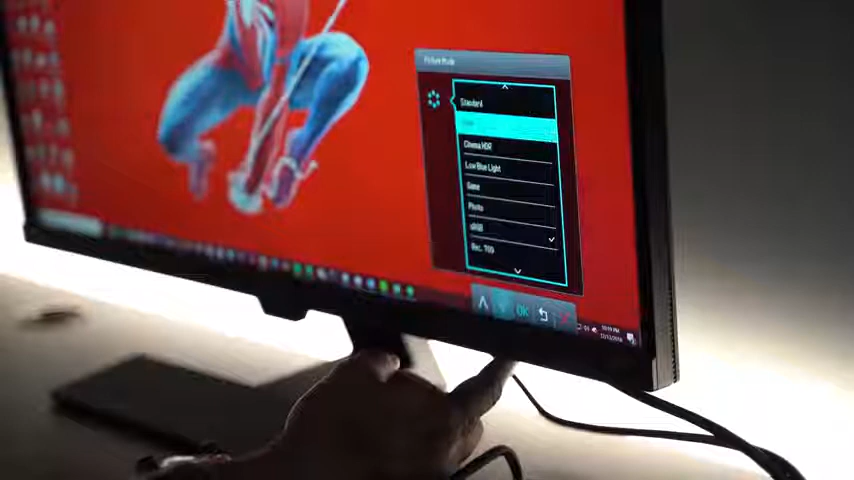 Picture Mode
Standard
Cinema HDR
Low Blue Light
Game
Photo
sRGB
Rec. 709
OK